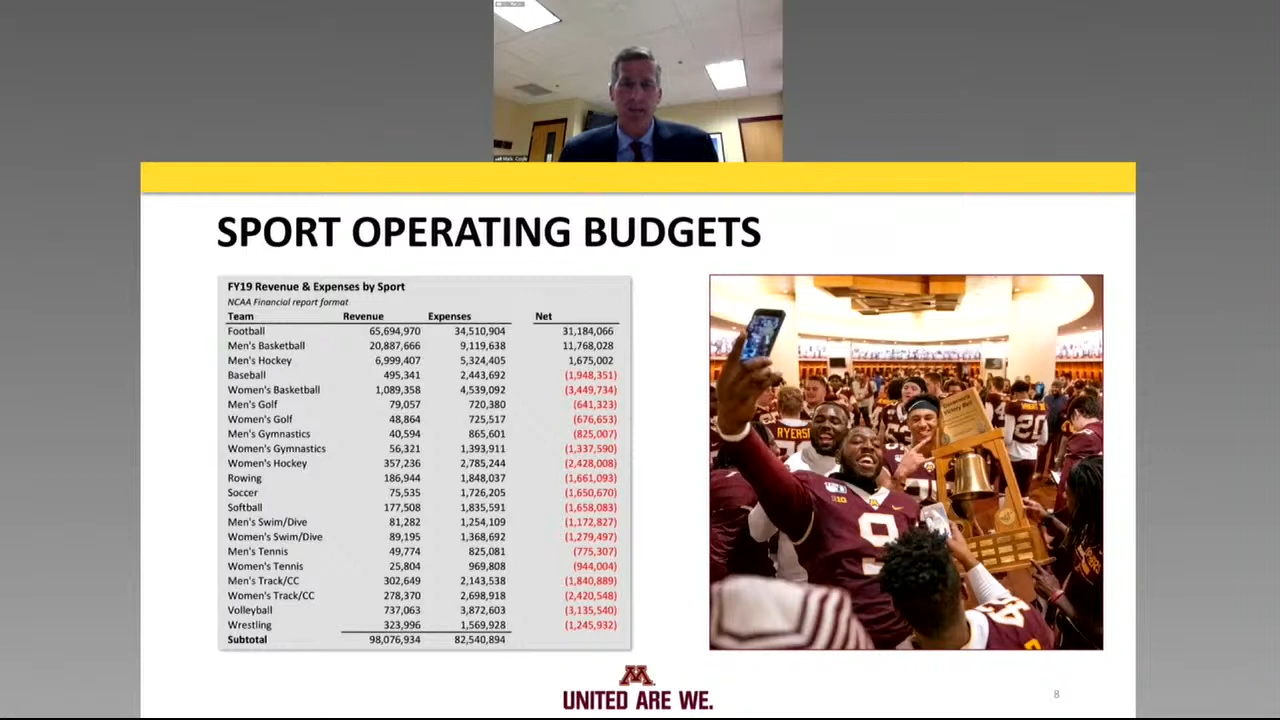 Mark Coyle
SPORT OPERATING BUDGETS
FY19 Revenue & Expenses by Sport
NCAA Financial report format
Team Revenue Expenses Net
Football 65,694,970 34,510,904 31,184,066
Men's Basketball 20,887,666 9,119,638 11,768,028
Men's Hockey 6,999,407 5,324,405 1,675,002
Baseball 495,341 2,443,692 (1,948,351)
Women's Basketball 1,089,358 4,539,092 (3,449,734)
Men's Golf 79,057 720,380 (641,323)
Women's Golf 48,864 725,517 (676,653)
Men's Gymnastics 40,594 865,601 (825,007)
Women's Gymnastics 56,321 1,393,911 (1,337,590)
Women's Hockey 357,236 2,785,244 (2,428,008)
Rowing 186,944 1,848,037 (1,661,093)
Soccer 75,535 1,726,205 (1,650,670)
Softball 177,508 1,835,591 (1,658,083)
Men's Swim/Dive 81,282 1,254,109 (1,172,827)
Women's Swim/Dive 89,195 1,368,692 (1,279,497)
Men's Tennis 49,774 825,081 (775,307)
Women's Tennis 25,804 969,808 (944,004)
Men's Track/CC 302,649 2,143,538 (1,840,889)
Women's Track/CC 278,370 2,698,918 (2,420,548)
Volleyball 737,063 3,872,603 (3,135,540)
Wrestling 323,996 1,569,928 (1,245,932)
Subtotal 98,076,934 82,540,894
RYERS
20
9
Victory Bell
M
UNITED ARE WE.
8